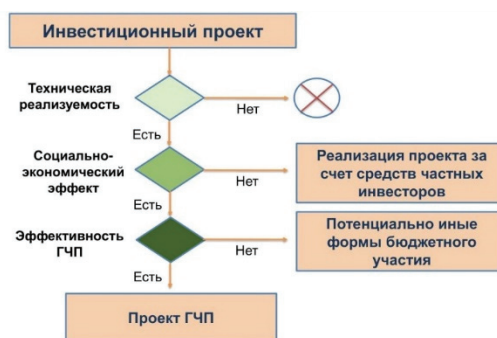 Инвестиционный проект
Техническая
реализуемость
Нет
Есть
Социально-
экономический
эффект
Нет
Реализация проекта за
счет средств частных
инвесторов
Есть
Эффективность
ГЧП
Нет
Потенциально иные
формы бюджетного
участия
Есть
Проект ГЧП